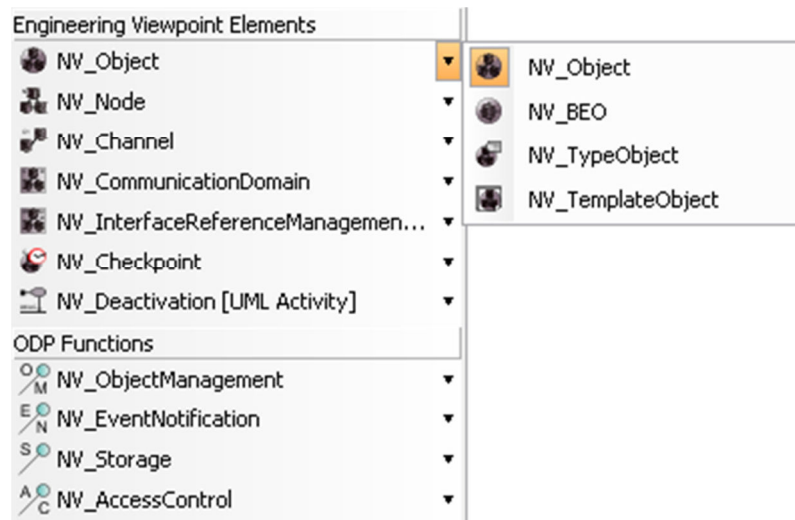 Engineering Viewpoint Elements
NV_Object
NV_Node
NV_Channel
NV_CommunicationDomain
NV_InterfaceReferenceManagemen...
NV_Checkpoint
NV_Deactivation [UML Activity]
ODP Functions
O M NV_ObjectManagement
E N NV_EventNotification
S NV_Storage
A C NV_AccessControl
NV_Object
NV_BEO
NV_TypeObject
NV_TemplateObject